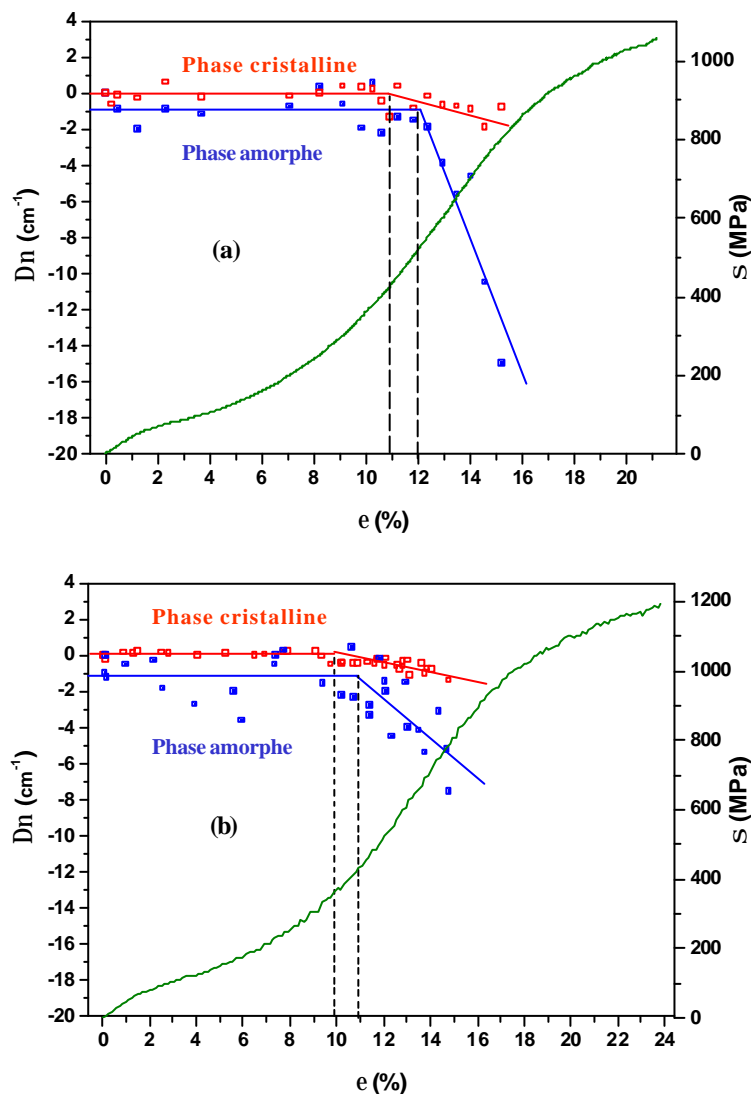 4
2
0
-2
-4
-6
-8
-10
-12
-14
-16
-18
-20
Dn (cm-1)
Phase cristalline
Phase amorphe
(a)
1000
800
600
400
200
0
s (MPa)
0 2 4 6 8 10 12 14 16 18 20
e (%)
4
2
0
-2
-4
-6
-8
-10
-12
-14
-16
-18
-20
Dn (cm-1)
Phase cristalline
Phase amorphe
(b)
1200
1000
800
600
400
200
0
s (MPa)
0 2 4 6 8 10 12 14 16 18 20 22 24
e (%)